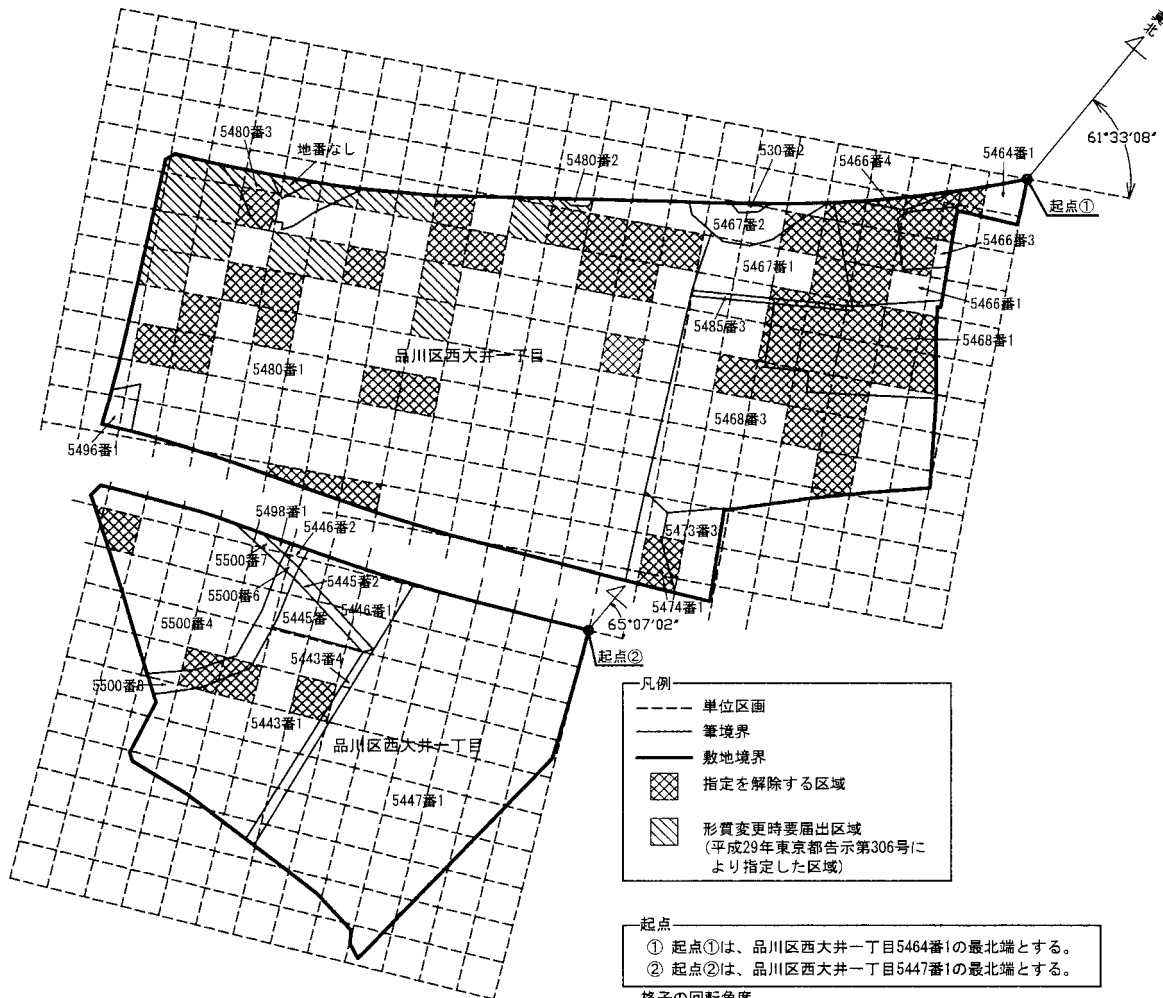 真北
61°33′08″
5480番3
地番なし
5480番2
530番2
5466番4
5464番1
起点①
5467番2
5466番3
5467番1
5466番1
5485番3
5468番1
品川区西大井一丁目
5480番1
5468番3
5496番1
5498番1
5446番2
5473番3
5500番7
5445番2
5500番6
5446番1
5474番1
65°07′02″
5500番4
5445番
起点②
5443番4
5500番8
5443番1
品川区西大井一丁目
5447番1
凡例
単位区画
筆境界
敷地境界
指定を解除する区域
形質変更時要届出区域
(平成29年東京都告示第306号に
より指定した区域)
起点
① 起点①は、品川区西大井一丁目5464番1の最北端とする。
② 起点②は、品川区西大井一丁目5447番1の最北端とする。
格子の回転角度